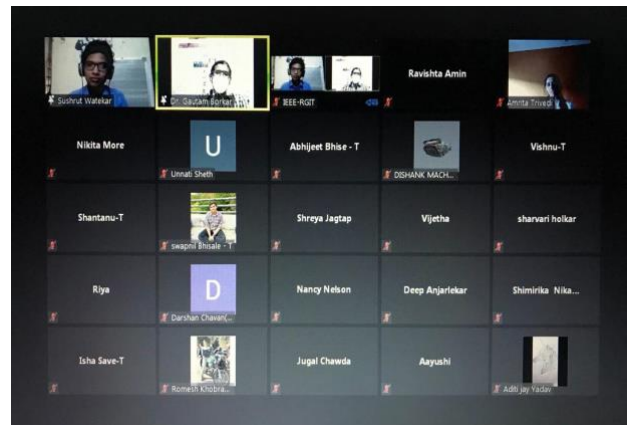 Sushrut Watekar
Dr. Gautam Borkar
IEEE-RGIT
Ravishta Amin
Amrita Trivedi
Nikita More
U
Unnati Sheth
Abhijeet Bhise - T
DISHANK MACH...
Vishnu-T
Shantanu-T
swapnil Bhisale - T
Shreya Jagtap
Vijetha
sharvari holkar
Riya
D
Darshan Chavan(...
Nancy Nelson
Deep Anjarlekar
Shimirika Nika...
Isha Save-T
Romesh Khobra...
Jugal Chawda
Aayushi
Aditi jay Yadav